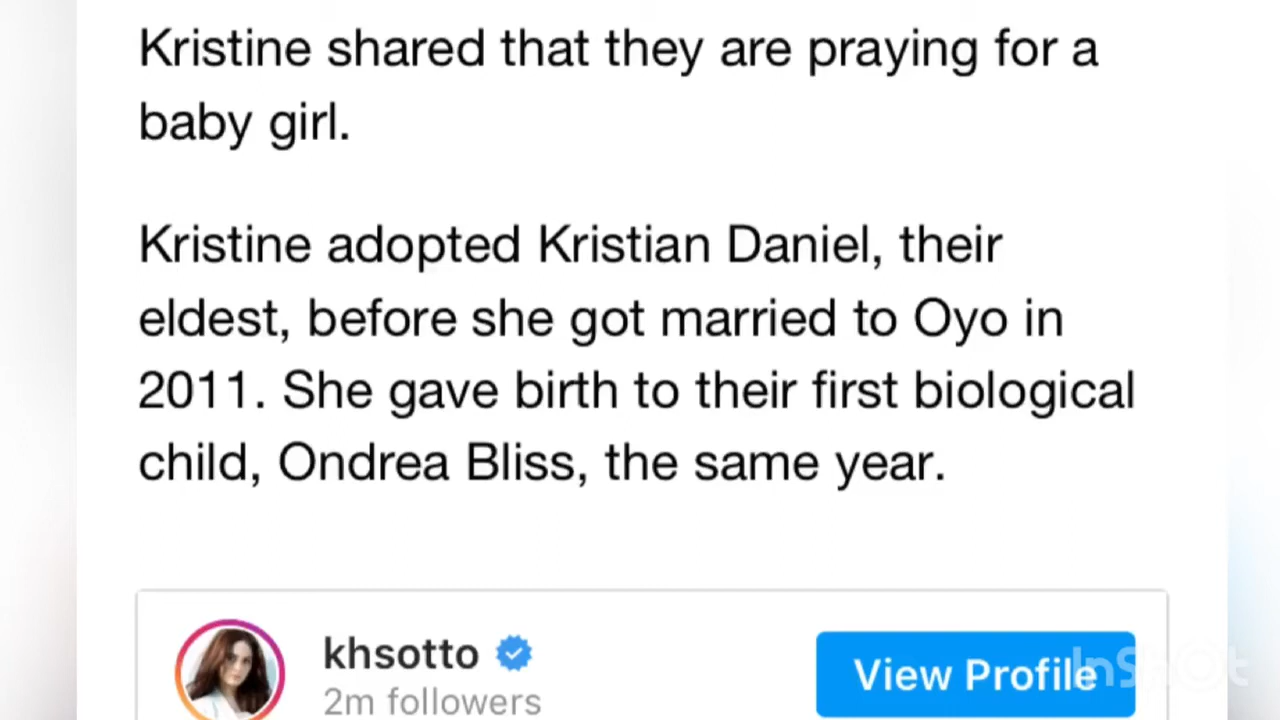 Kristine shared that they are praying for a
baby girl.
Kristine adopted Kristian Daniel, their
eldest, before she got married to Oyo in
2011. She gave birth to their first biological
child, Ondrea Bliss, the same year.
khsotto
2m followers
View Profile
InShOt